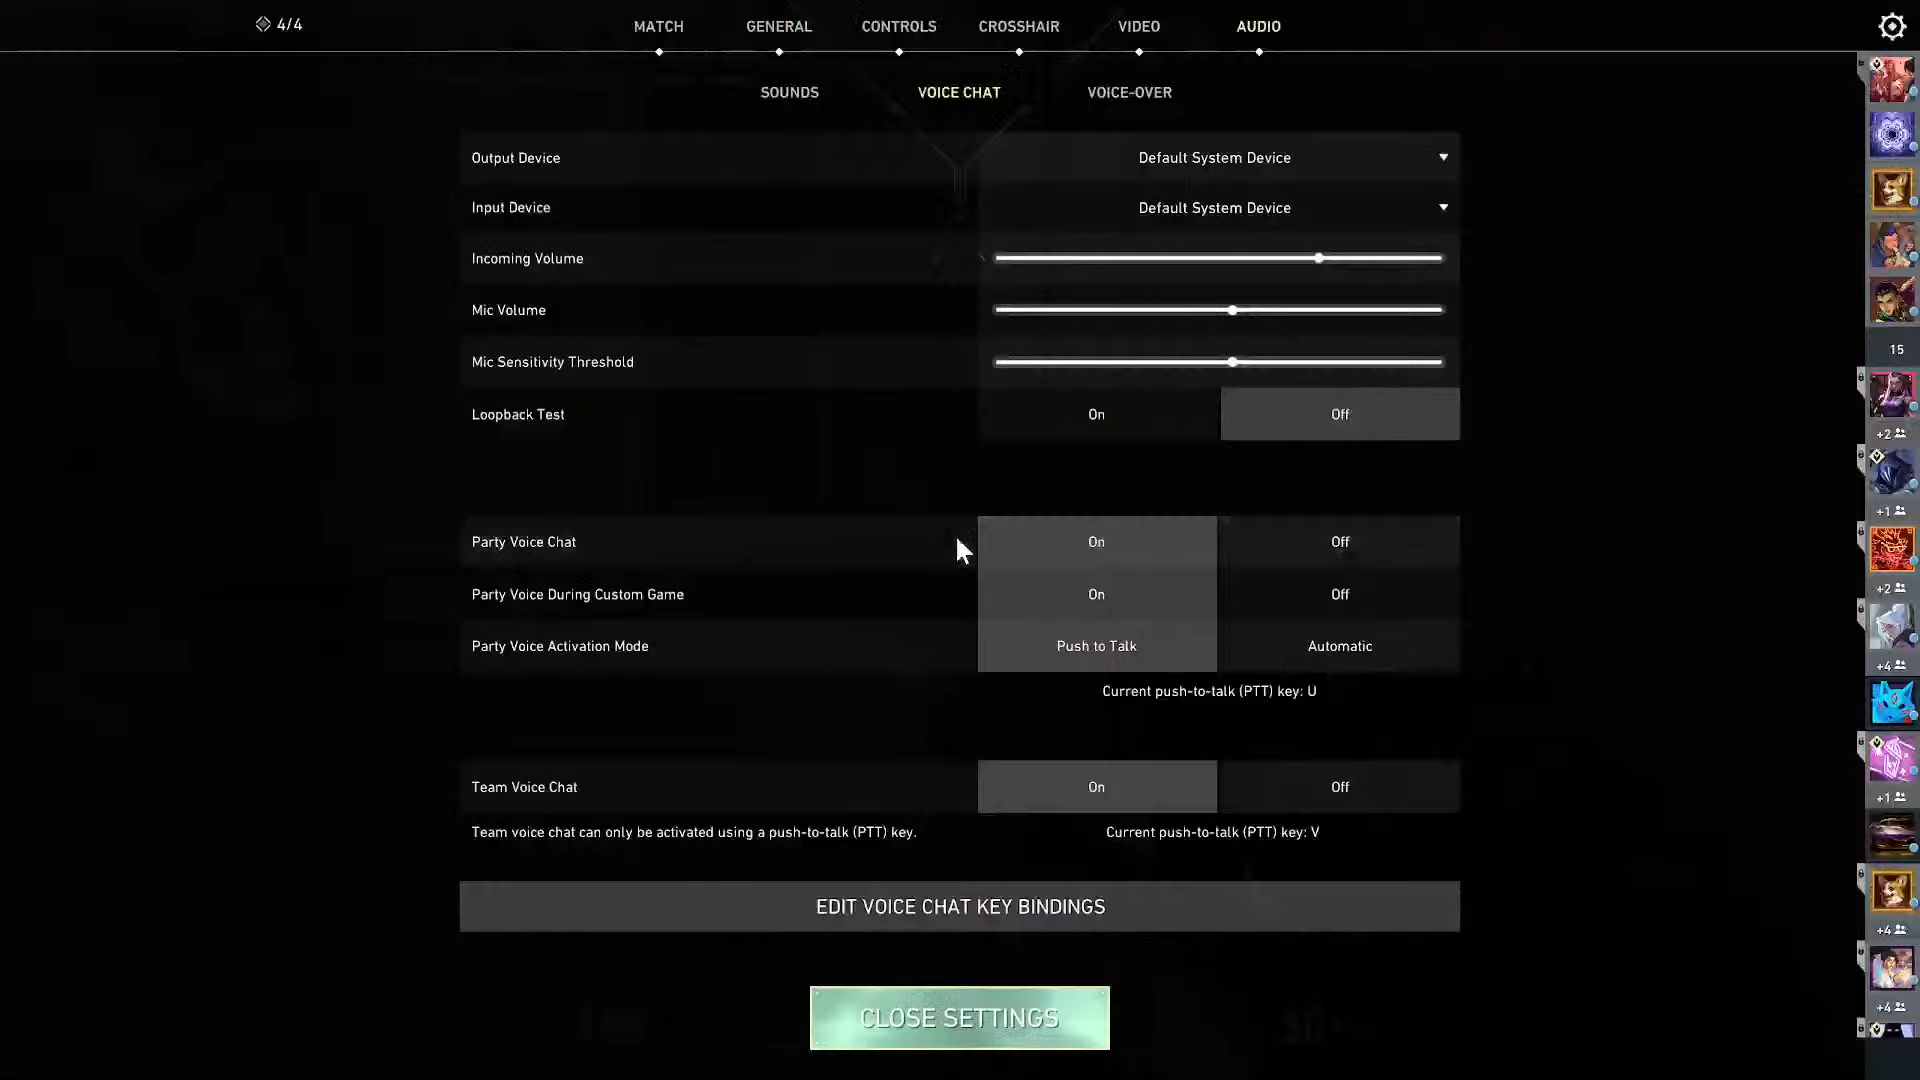 4/4
MATCH
GENERAL
CONTROLS
CROSSHAIR
VIDEO
AUDIO
SOUNDS
VOICE CHAT
VOICE-OVER
Output Device
Default System Device
Input Device
Default System Device
Incoming Volume
Mic Volume
Mic Sensitivity Threshold
Loopback Test
On
Off
Party Voice Chat
On
Off
Party Voice During Custom Game
On
Off
Party Voice Activation Mode
Push to Talk
Automatic
Current push-to-talk (PTT) key: U
Team Voice Chat
On
Off
Team voice chat can only be activated using a push-to-talk (PTT) key.
Current push-to-talk (PTT) key: V
EDIT VOICE CHAT KEY BINDINGS
CLOSE SETTINGS
15
+2
+1
+2
+4
+1
+4
+4